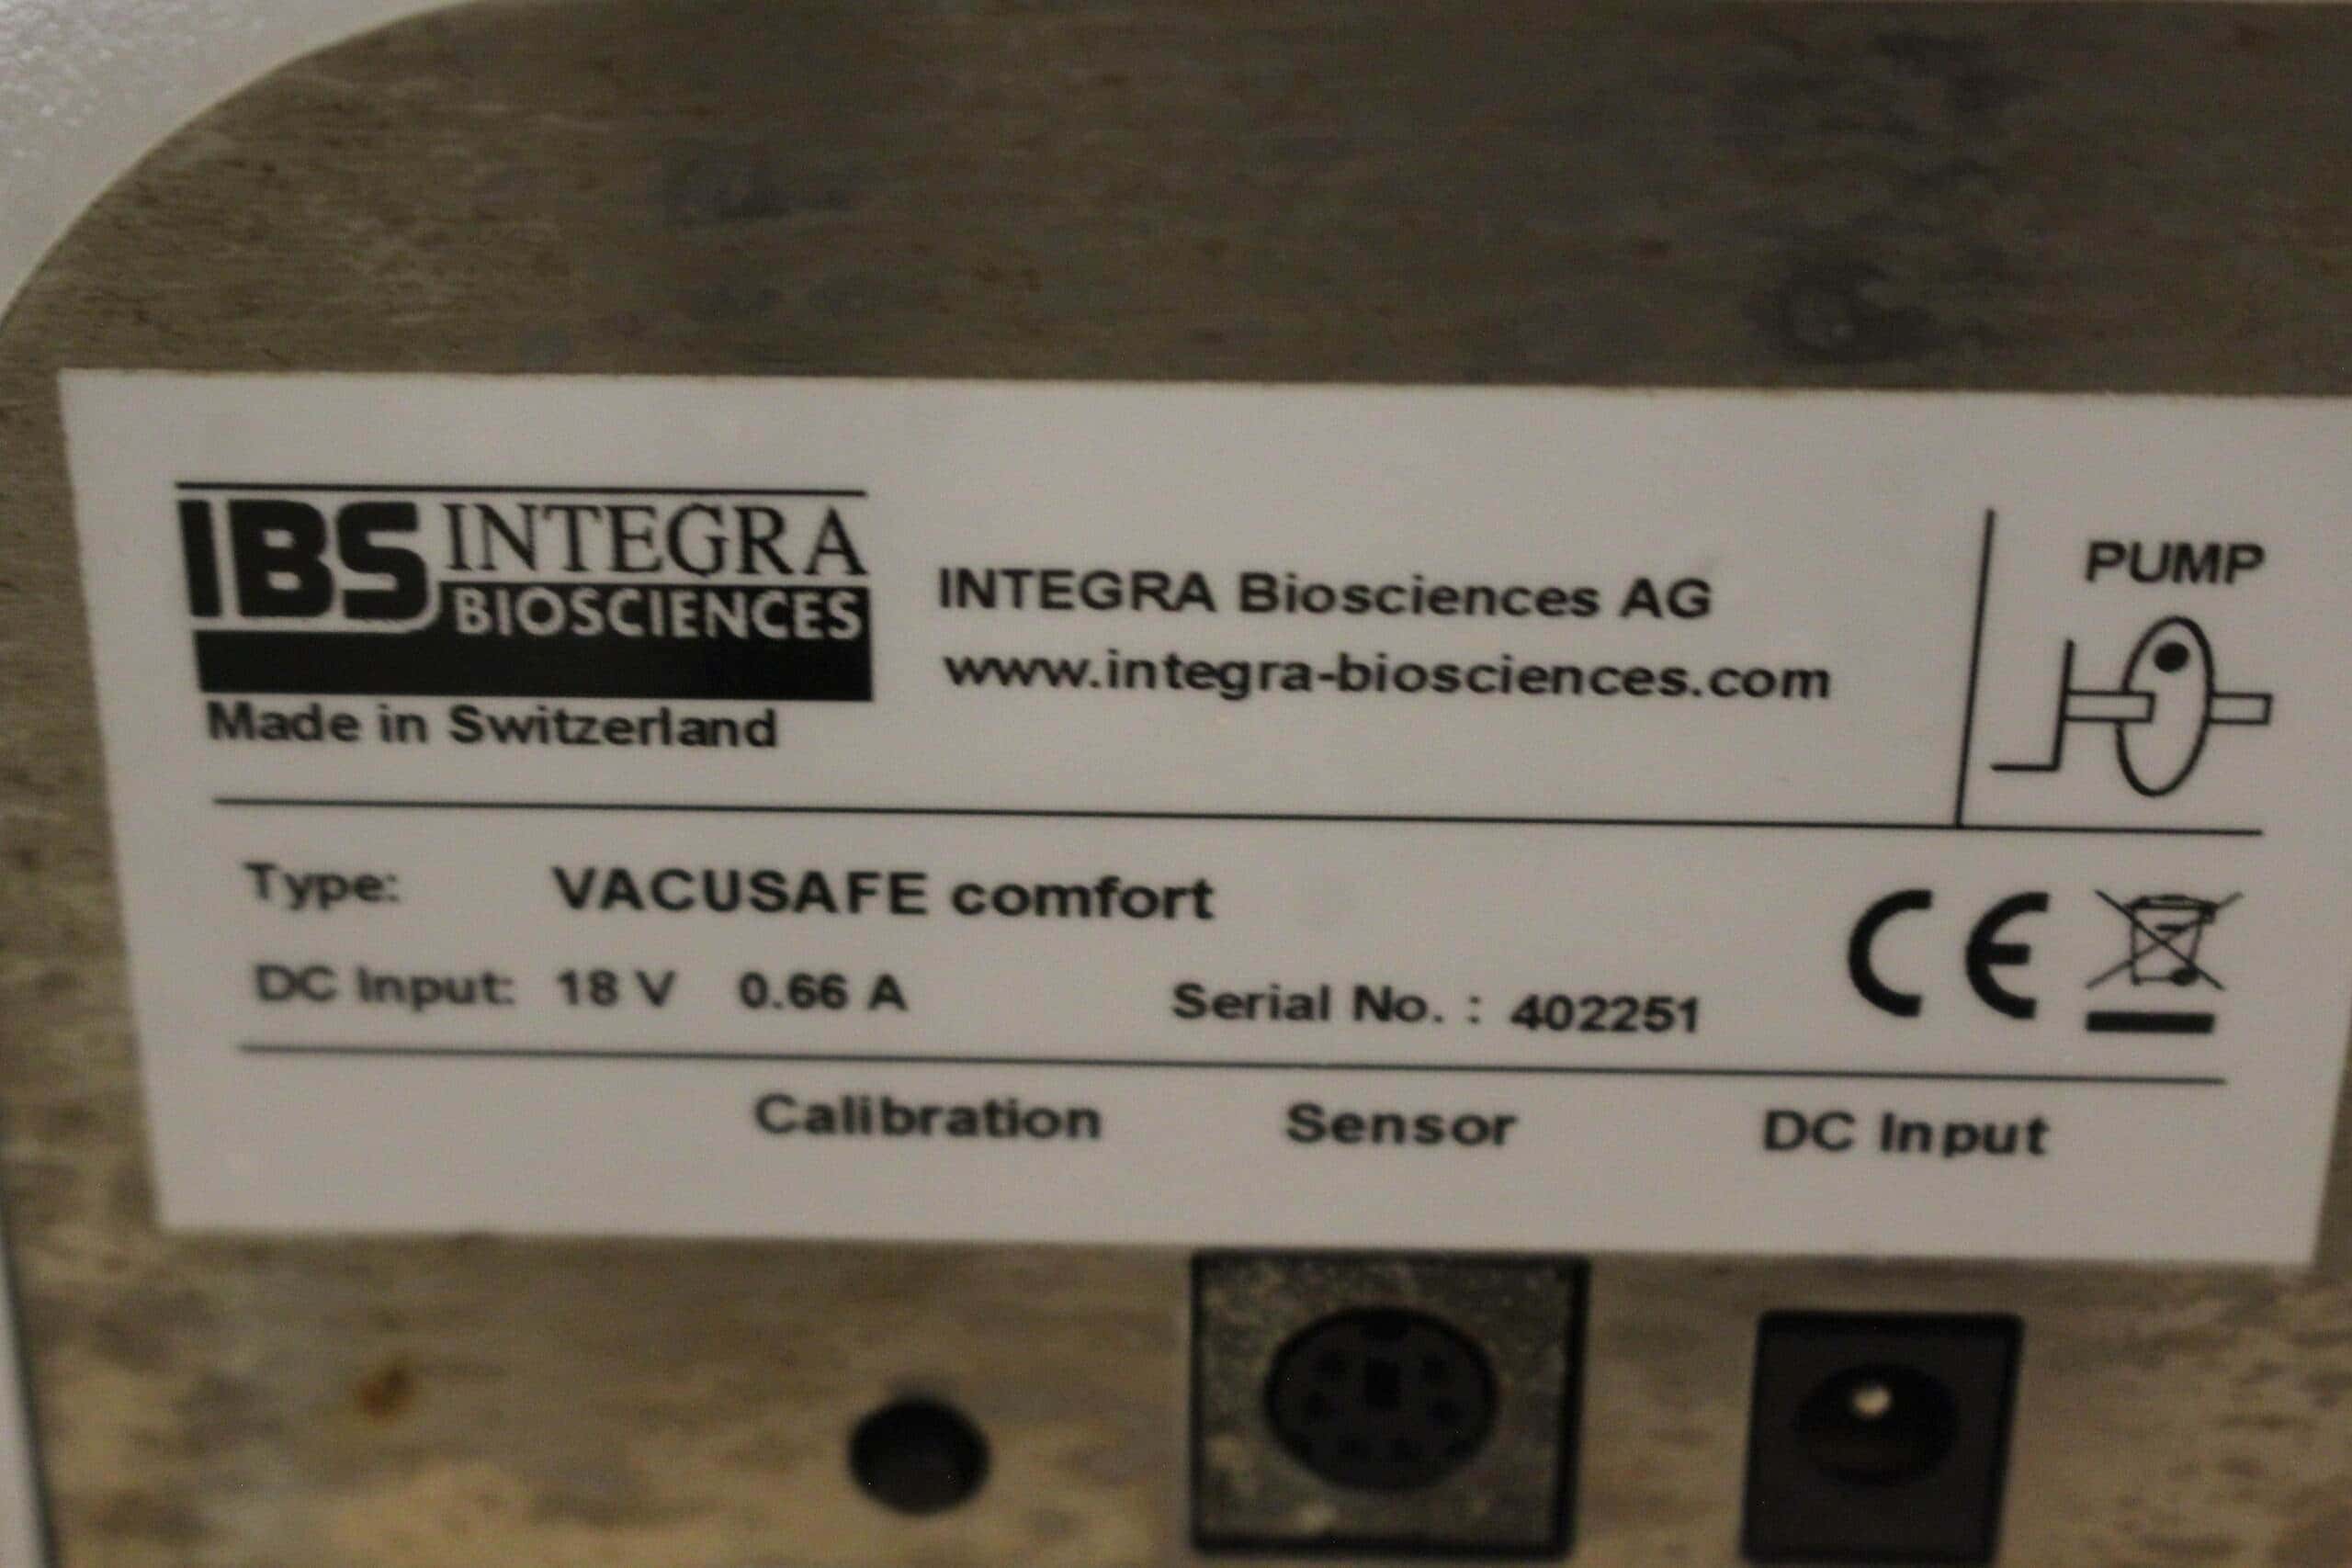 IBS INTEGRA
BIOSCIENCES
Made in Switzerland
INTEGRA Biosciences AG
www.integra-biosciences.com
PUMP
Type: VACUSAFE comfort
DC Input: 18 V 0.66 A
Serial No. : 402251
CE
Calibration Sensor DC Input